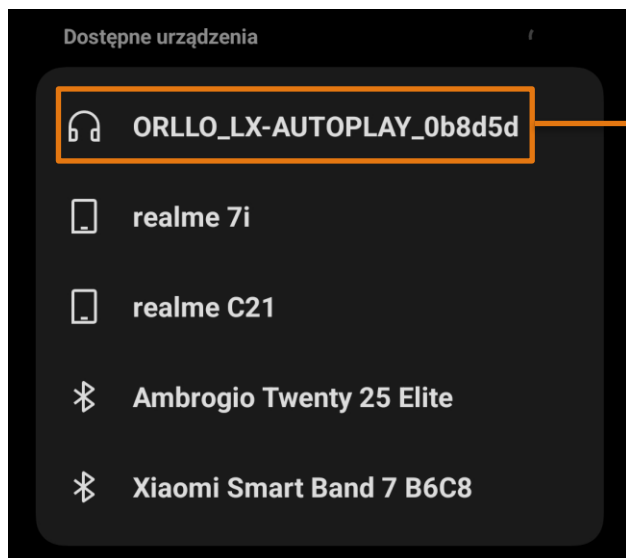 Dostępne urządzenia
ORLLO_LX-AUTOPLAY_0b8d5d
realme 7i
realme C21
Ambrogio Twenty 25 Elite
Xiaomi Smart Band 7 B6C8